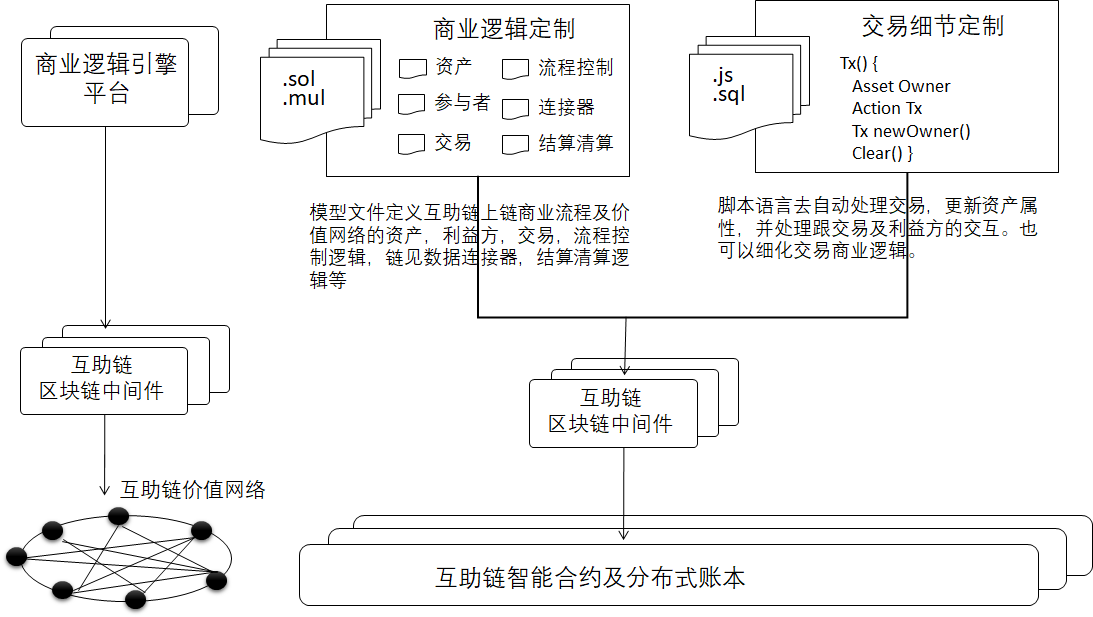 商业逻辑引擎
平台
互助链
区块链中间件
互助链价值网络
商业逻辑定制
.sol
.mul
资产
流程控制
参与者
连接器
交易
结算清算
模型文件定义互助链上链商业流程及价
值网络的资产，利益方，交易，流程控
制逻辑，链见数据连接器，结算清算逻
辑等
交易细节定制
.js
.sql
Tx() {
Asset Owner
Action Tx
Tx newOwner()
Clear() }
脚本语言去自动处理交易，更新资产属
性，并处理跟交易及利益方的交互。也
可以细化交易商业逻辑。
互助链
区块链中间件
互助链智能合约及分布式账本